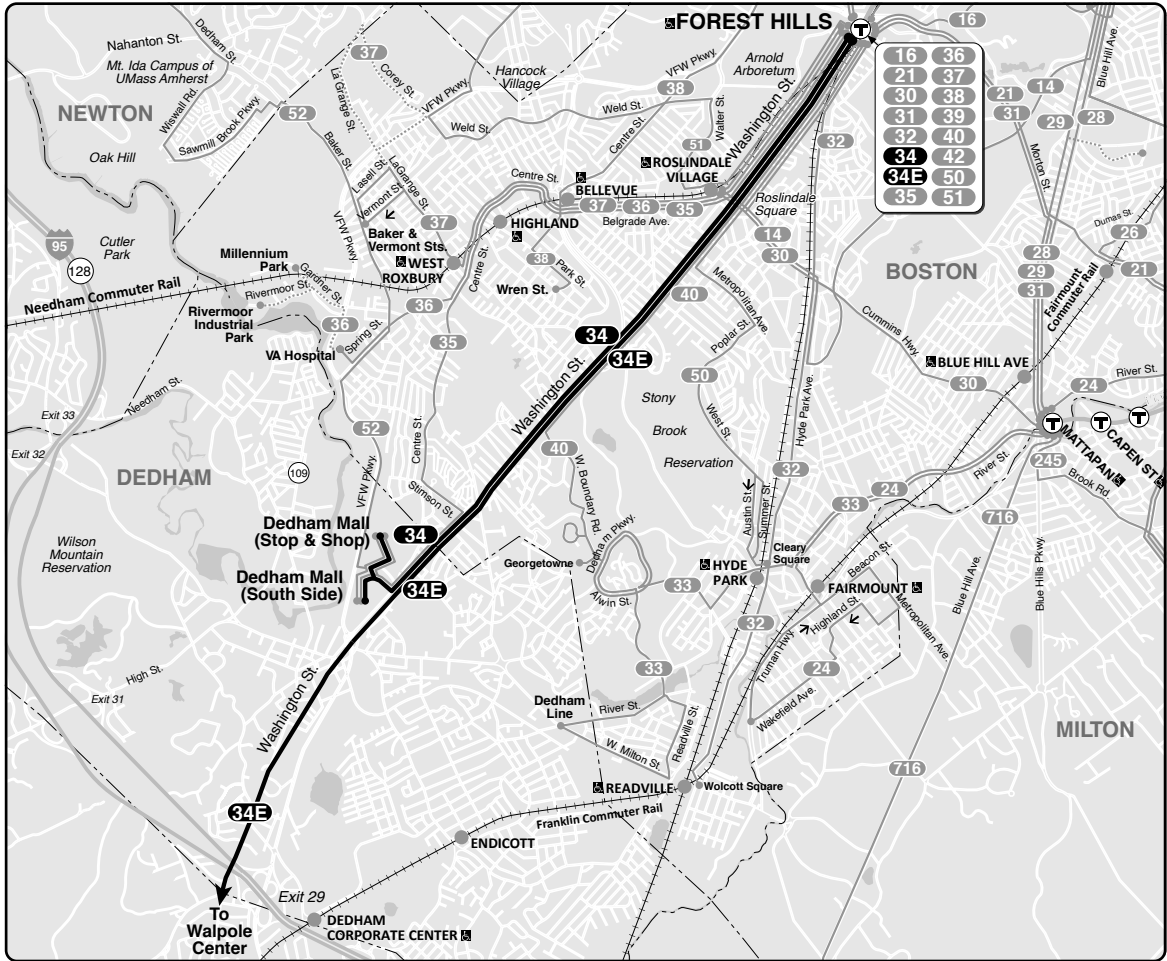 FOREST HILLS
T
16
36
21
37
30
38
31
39
32
40
34
42
34E
50
35
51
16
21
14
31
29
28
Blue Hill Ave.
Morton St.
Dumas St.
26
21
28
29
31
Fairmount
Commuter Rail
Nahanton St.
Dedham St.
Mt. Ida Campus of
UMass Amherst
NEWTON
Wiswall Rd.
Sawmill Brook Pkwy.
Oak Hill
52
Baker St.
37
La'Grange St.
Corey St.
VFW Pkwy.
Hancock
Village
Weld St.
Weld St.
VFW Pkwy.
38
Arnold
Arboretum
Centre St.
Walter St.
51
Washington St.
32
ROSLINDALE
VILLAGE
Roslindale
Square
BELLEVUE
Centre St.
37
36
35
Belgrade Ave.
HIGHLAND
Lasell St.
LaGrange St.
Vermont St.
37
Baker &
Vermont Sts.
WEST
ROXBURY
VFW Pkwy.
Centre St.
38
Park St.
Wren St.
95
128
Cutler
Park
Millennium
Park
Gardner St.
Needham Commuter Rail
Rivermoor St.
Rivermoor
Industrial
Park
36
VA Hospital
Spring St.
36
35
14
30
BOSTON
Metropolitan Ave.
40
Poplar St.
50
West St.
Cummins Hwy.
BLUE HILL AVE
30
24
River St.
T
T
T
MATTAPAN
CAPEN ST
245
Brook Rd.
River St.
716
34
34E
Washington St.
Stony
Brook
Reservation
Hyde Park Ave.
Exit 33
Needham St.
Exit 32
DEDHAM
109
52
VFW Pkwy.
Centre St.
Stimson St.
40
W. Boundary Rd.
Dedham Pkwy.
Georgetowne
Alwin St.
33
Austin St.
Summer St.
32
33
24
Cleary
Square
HYDE
PARK
Beacon St.
FAIRMOUNT
Highland St.
Metropolitan Ave.
Truman Hwy
24
Wakefield Ave.
32
Blue Hill Ave.
Blue Hills Pkwy.
MILTON
716
Wilson
Mountain
Reservation
Dedham Mall
(Stop & Shop)
34
Dedham Mall
(South Side)
34E
High St.
Exit 31
Washington St.
33
Dedham
Line
River St.
W. Milton St.
Readville St.
READVILLE
Wolcott Square
Franklin Commuter Rail
ENDICOTT
34E
Exit 29
To
Walpole
Center
DEDHAM
CORPORATE CENTER